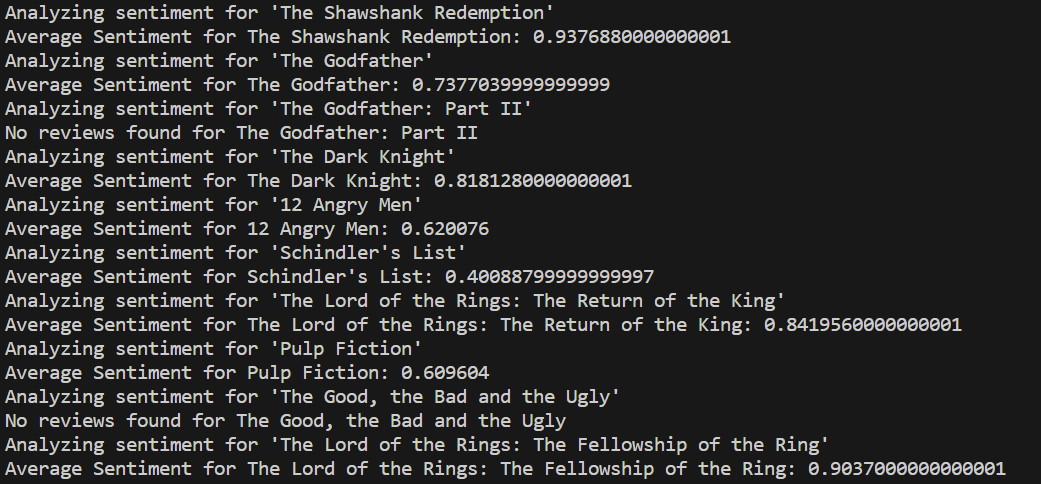 Analyzing sentiment for 'The Shawshank Redemption'
Average Sentiment for The Shawshank Redemption: 0.9376880000000001
Analyzing sentiment for 'The Godfather'
Average Sentiment for The Godfather: 0.7377039999999999
Analyzing sentiment for 'The Godfather: Part II'
No reviews found for The Godfather: Part II
Analyzing sentiment for 'The Dark Knight'
Average Sentiment for The Dark Knight: 0.8181280000000001
Analyzing sentiment for '12 Angry Men'
Average Sentiment for 12 Angry Men: 0.620076
Analyzing sentiment for 'Schindler's List'
Average Sentiment for Schindler's List: 0.40088799999999997
Analyzing sentiment for 'The Lord of the Rings: The Return of the King'
Average Sentiment for The Lord of the Rings: The Return of the King: 0.8419560000000001
Analyzing sentiment for 'Pulp Fiction'
Average Sentiment for Pulp Fiction: 0.609604
Analyzing sentiment for 'The Good, the Bad and the Ugly'
No reviews found for The Good, the Bad and the Ugly
Analyzing sentiment for 'The Lord of the Rings: The Fellowship of the Ring'
Average Sentiment for The Lord of the Rings: The Fellowship of the Ring: 0.9037000000000001